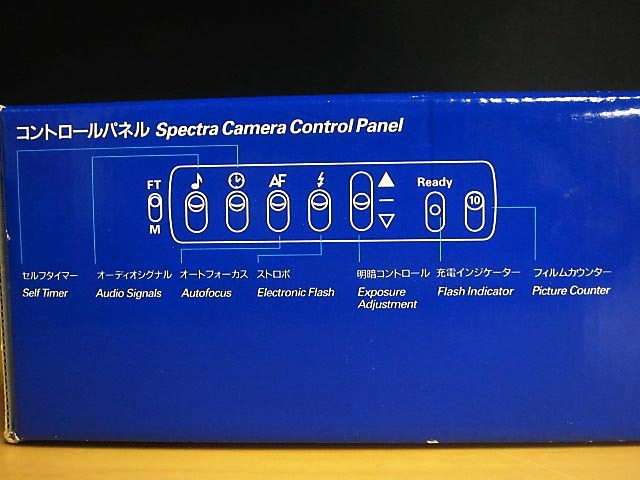 コントロールパネル Spectra Camera Control Panel
FT
M
AF
Ready
10
セルフタイマー
Self Timer
オーディオシグナル
Audio Signals
オートフォーカス
Autofocus
ストロボ
Electronic Flash
明暗コントロール
Exposure
Adjustment
充電インジケーター
Flash Indicator
フィルムカウンター
Picture Counter